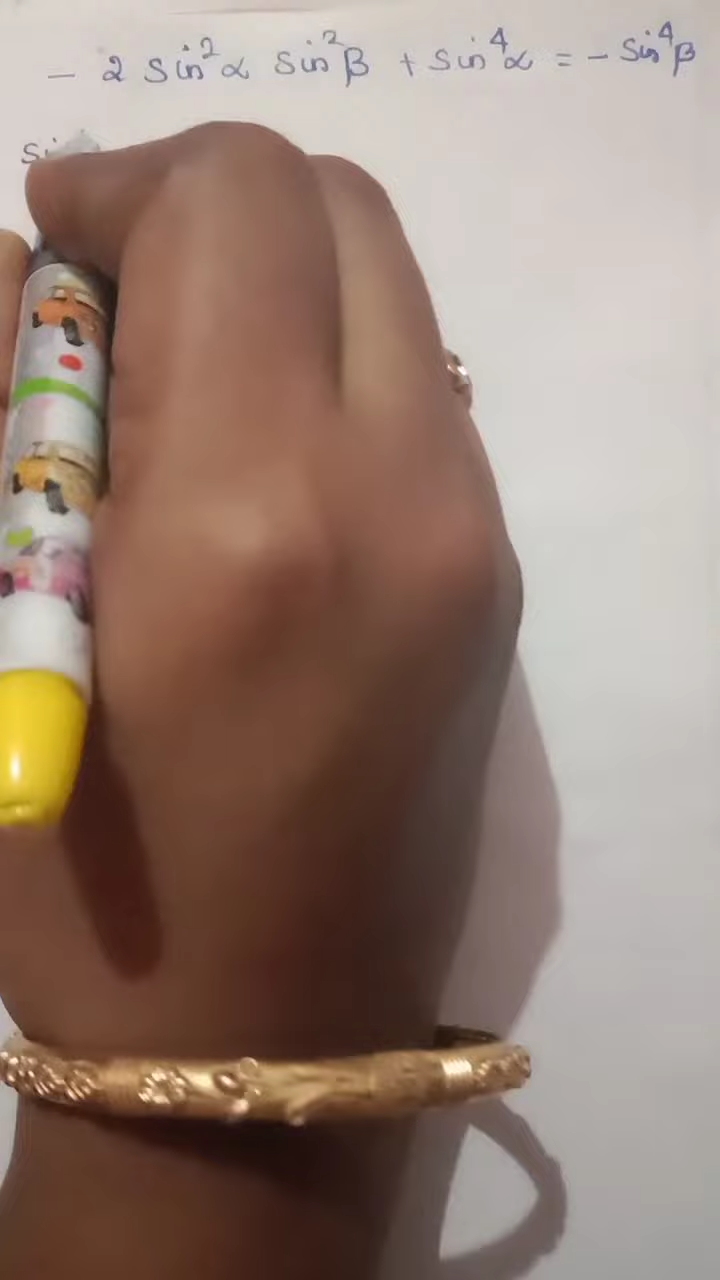 - 2 sin²α sin²β + sin⁴α = - sin⁴β